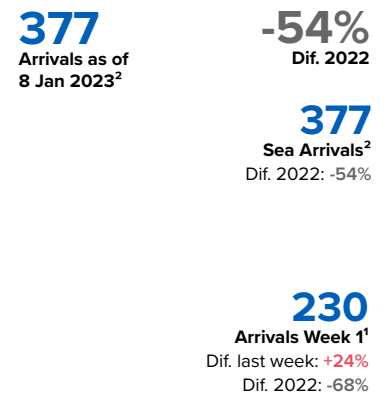 377
Arrivals as of
8 Jan 2023²
-54%
Dif. 2022
377
Sea Arrivals²
Dif. 2022: -54%
230
Arrivals Week 1¹
Dif. last week: +24%
Dif. 2022: -68%